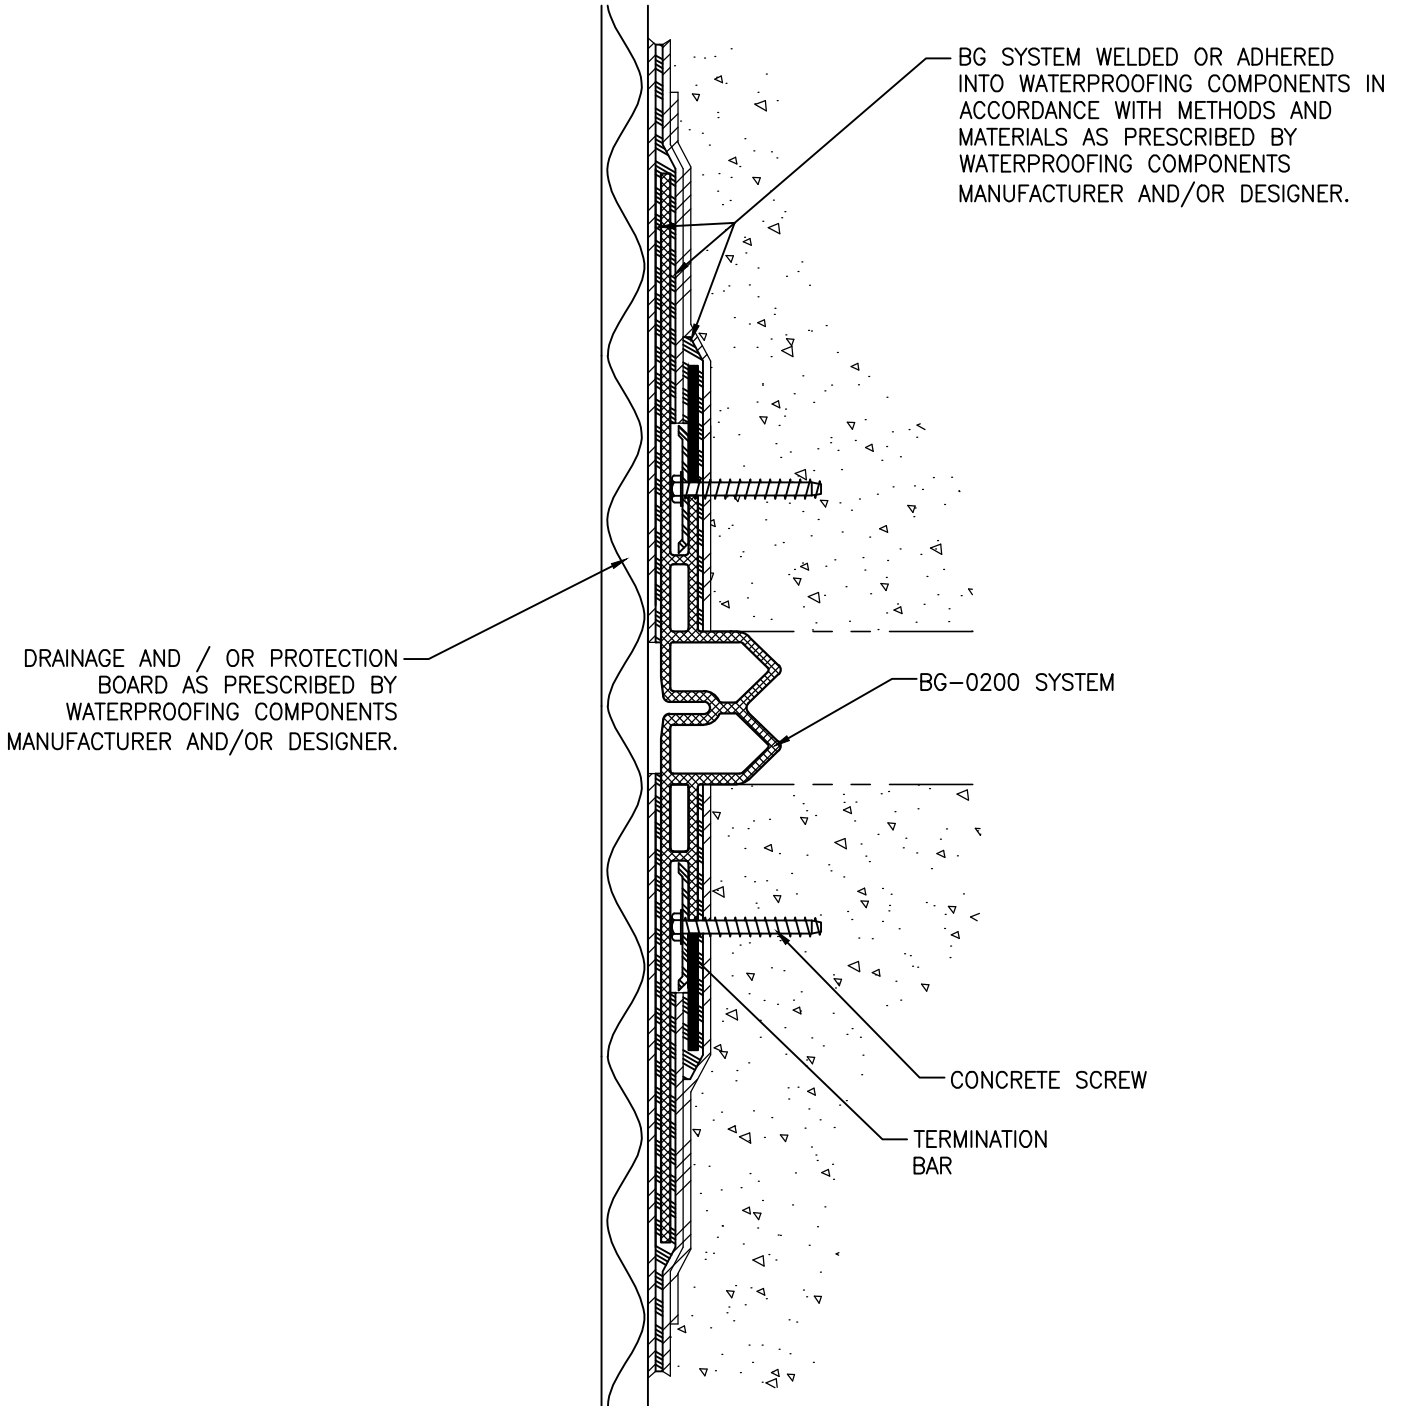 BG SYSTEM WELDED OR ADHERED
INTO WATERPROOFING COMPONENTS IN
ACCORDANCE WITH METHODS AND
MATERIALS AS PRESCRIBED BY
WATERPROOFING COMPONENTS
MANUFACTURER AND/OR DESIGNER.
DRAINAGE AND / OR PROTECTION
BOARD AS PRESCRIBED BY
WATERPROOFING COMPONENTS
MANUFACTURER AND/OR DESIGNER.
BG-0200 SYSTEM
CONCRETE SCREW
TERMINATION
BAR